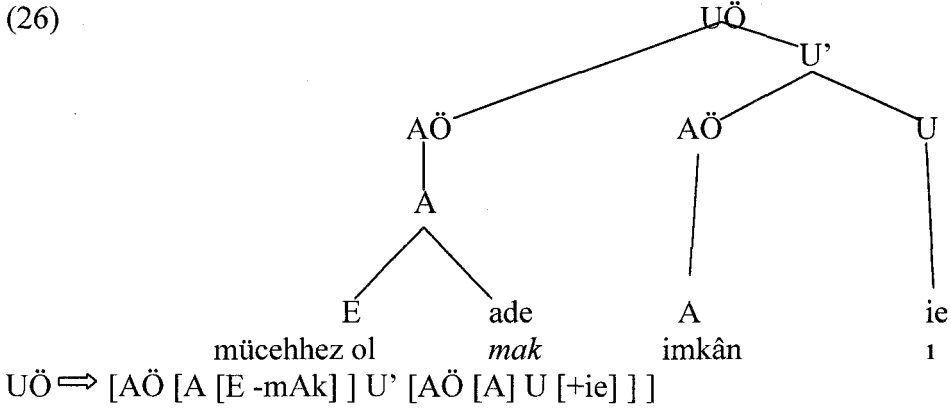 (26)
UÖ
U’
AÖ AÖ U
A
E ade A ie
mücehhez ol mak imkân ı
UÖ ⇒ [AÖ [A [E -mAk] ] U’ [AÖ [A] U [+ie] ] ]